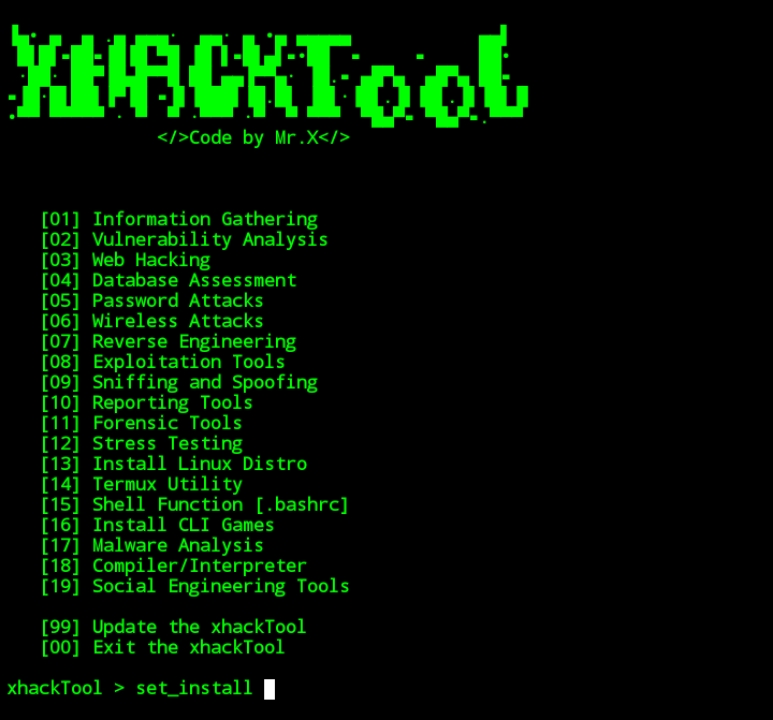 XHACKTool
</>Code by Mr.X</>
[01] Information Gathering
[02] Vulnerability Analysis
[03] Web Hacking
[04] Database Assessment
[05] Password Attacks
[06] Wireless Attacks
[07] Reverse Engineering
[08] Exploitation Tools
[09] Sniffing and Spoofing
[10] Reporting Tools
[11] Forensic Tools
[12] Stress Testing
[13] Install Linux Distro
[14] Termux Utility
[15] Shell Function [.bashrc]
[16] Install CLI Games
[17] Malware Analysis
[18] Compiler/Interpreter
[19] Social Engineering Tools
[99] Update the xhackTool
[00] Exit the xhackTool
xhackTool > set_install